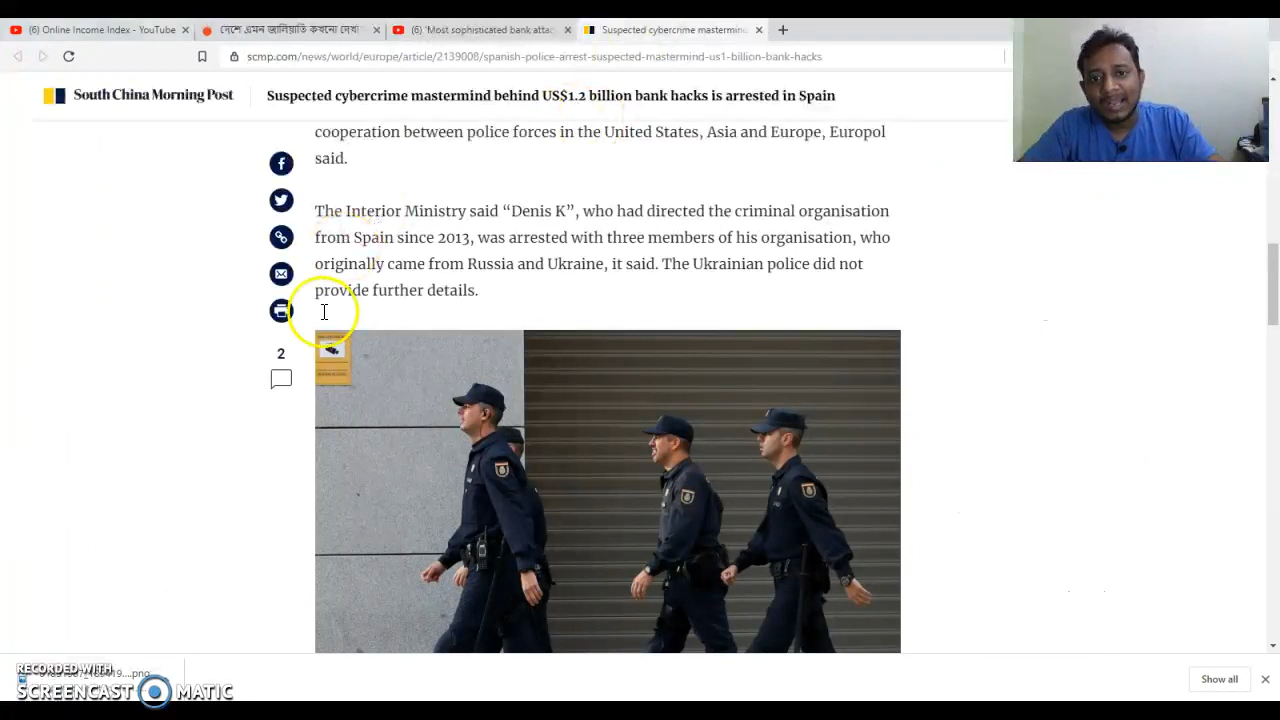 (6) Online Income Index - YouTube
দেশে এমন জালিয়াতি কখনো দেখা
(6) 'Most sophisticated bank attac
Suspected cybercrime mastermind
scmp.com/news/world/europe/article/2139008/spanish-police-arrest-suspected-mastermind-us1-billion-bank-hacks
South China Morning Post
Suspected cybercrime mastermind behind US$1.2 billion bank hacks is arrested in Spain
cooperation between police forces in the United States, Asia and Europe, Europol
said.
The Interior Ministry said “Denis K”, who had directed the criminal organisation
from Spain since 2013, was arrested with three members of his organisation, who
originally came from Russia and Ukraine, it said. The Ukrainian police did not
provide further details.
2
RECORDED WITH
SCREENCAST MATIC
Show all